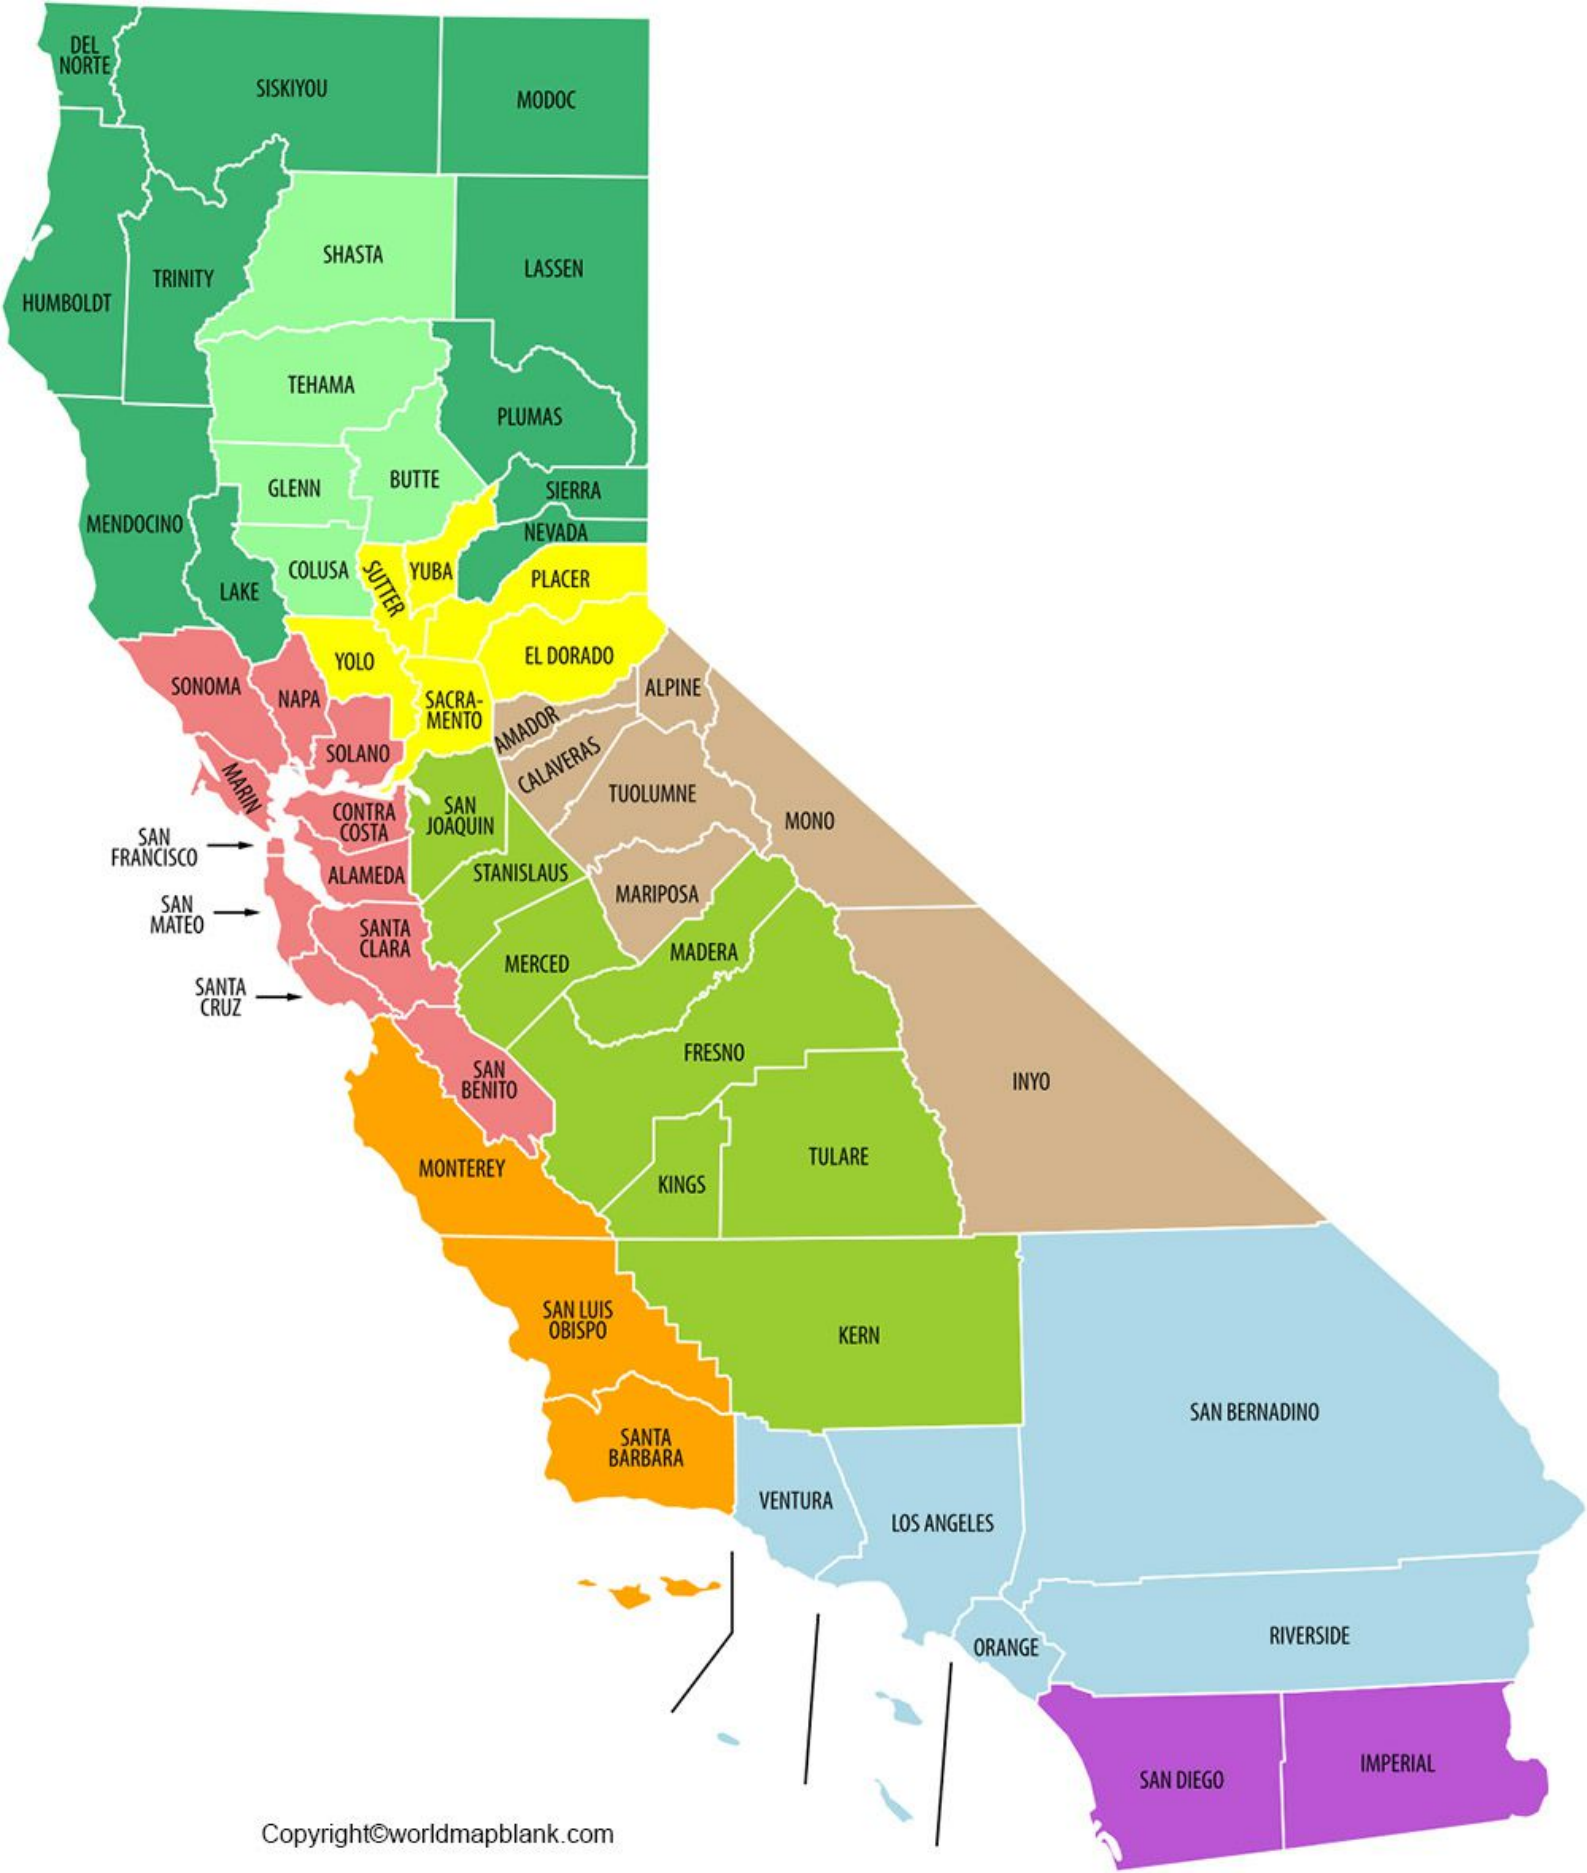 DEL
NORTE
SISKIYOU
MODOC
SHASTA
LASSEN
TRINITY
HUMBOLDT
TEHAMA
PLUMAS
BUTTE
GLENN
SIERRA
MENDOCINO
NEVADA
COLUSA
SUTTER
YUBA
PLACER
LAKE
EL DORADO
YOLO
SONOMA
NAPA
SACRA-
MENTO
ALPINE
AMADOR
SOLANO
CALAVERAS
MARIN
TUOLUMNE
CONTRA
COSTA
SAN
JOAQUIN
MONO
SAN
FRANCISCO
ALAMEDA
STANISLAUS
MARIPOSA
SAN
MATEO
SANTA
CLARA
MADERA
MERCED
SANTA
CRUZ
FRESNO
SAN
BENITO
INYO
MONTEREY
TULARE
KINGS
SAN LUIS
OBISPO
KERN
SAN BERNADINO
SANTA
BARBARA
VENTURA
LOS ANGELES
ORANGE
RIVERSIDE
SAN DIEGO
IMPERIAL
Copyright©worldmapblank.com